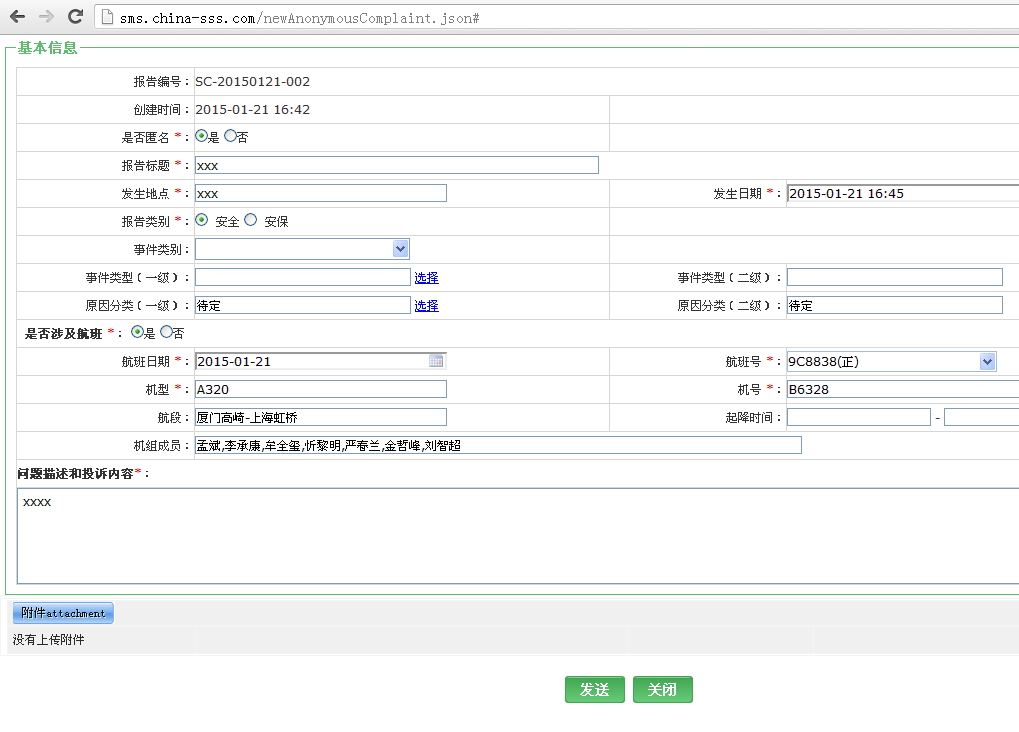 sms.china-sss.com/newAnonymousComplaint.json#
基本信息
报告编号： SC-20150121-002
创建时间： 2015-01-21 16:42
是否匿名 *： 是 否
报告标题 *： xxx
发生地点 *： xxx 发生日期 *： 2015-01-21 16:45
报告类别 *： 安全 安保
事件类别：
事件类型（一级）： 选择 事件类型（二级）：
原因分类（一级）： 待定 选择 原因分类（二级）： 待定
是否涉及航班 *： 是 否
航班日期 *： 2015-01-21 航班号 *： 9C8838(正)
机型 *： A320 机号 *： B6328
航段： 厦门高崎-上海虹桥 起降时间： -
机组成员： 孟斌,李承康,牟全玺,忻黎明,严春兰,金哲峰,刘智超
问题描述和投诉内容*：
xxxx
附件attachment
没有上传附件
发送 关闭